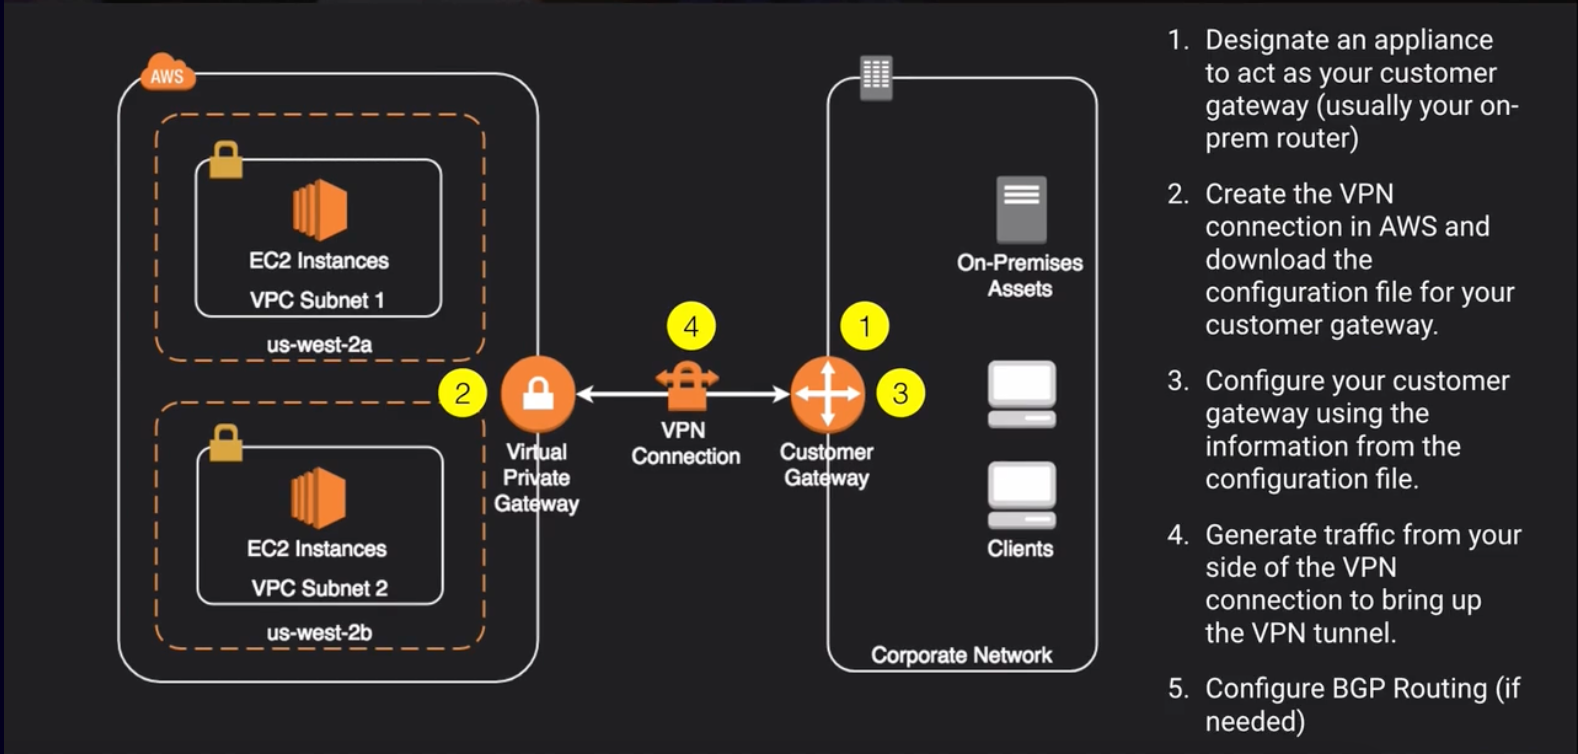 AWS
EC2 Instances
VPC Subnet 1
us-west-2a
2
EC2 Instances
VPC Subnet 2
us-west-2b
Virtual
Private
Gateway
4
VPN
Connection
1
3
Customer
Gateway
On-Premises
Assets
Clients
Corporate Network
1. Designate an appliance
to act as your customer
gateway (usually your on-
prem router)
2. Create the VPN
connection in AWS and
download the
configuration file for your
customer gateway.
3. Configure your customer
gateway using the
information from the
configuration file.
4. Generate traffic from your
side of the VPN
connection to bring up
the VPN tunnel.
5. Configure BGP Routing (if
needed)